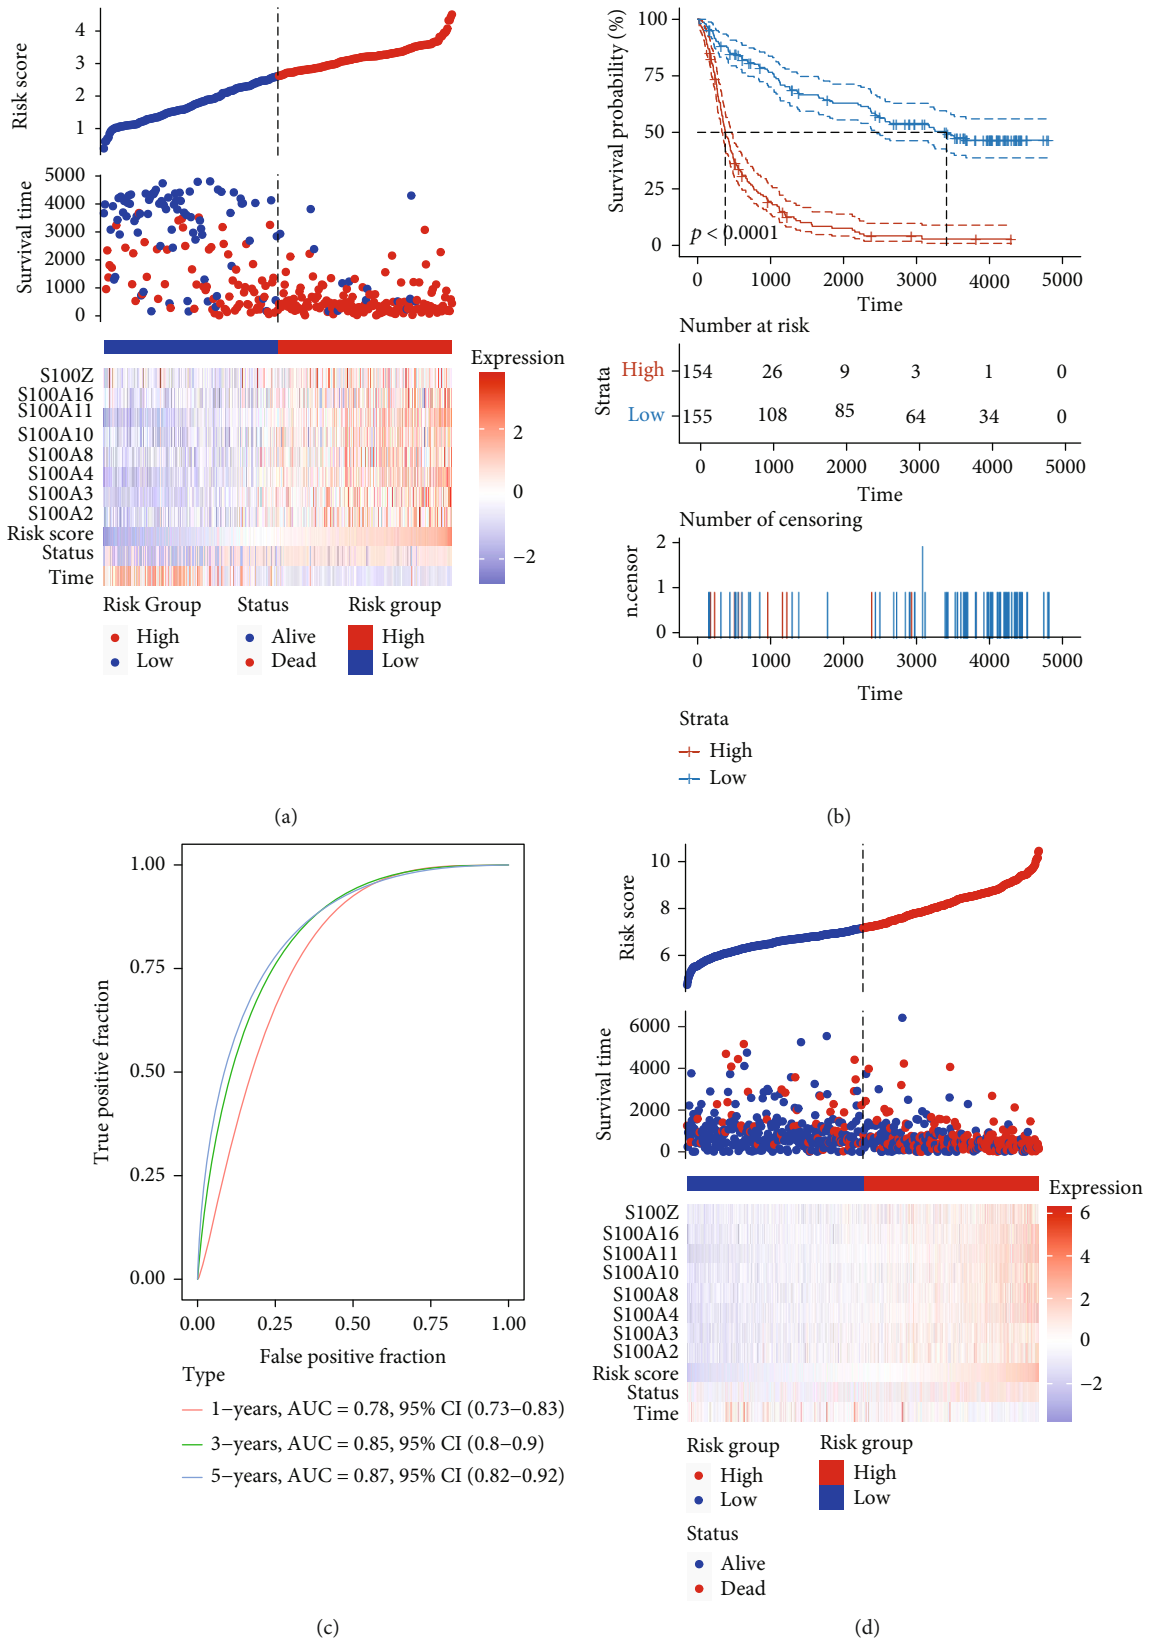 4
3
2
1
Risk score
5000
4000
3000
2000
1000
0
Survival time
Expression
S100Z
S100A16
S100A11
S100A10
S100A8
S100A4
S100A3
S100A2
Risk score
Status
Time
2
0
−2
Risk Group
High
Low
Status
Alive
Dead
Risk group
High
Low
(a)
100
75
50
25
0
Survival probability (%)
p < 0.0001
0 1000 2000 3000 4000 5000
Time
Number at risk
Strata
High 154 26 9 3 1 0
Low 155 108 85 64 34 0
0 1000 2000 3000 4000 5000
Time
Number of censoring
2
1
0
n.censor
0 1000 2000 3000 4000 5000
Time
Strata
High
Low
(b)
1.00
0.75
0.50
0.25
0.00
True positive fraction
0.00 0.25 0.50 0.75 1.00
False positive fraction
Type
1−years, AUC = 0.78, 95% CI (0.73−0.83)
3−years, AUC = 0.85, 95% CI (0.8−0.9)
5−years, AUC = 0.87, 95% CI (0.82−0.92)
(c)
10
8
6
Risk score
6000
4000
2000
0
Survival time
Expression
S100Z
S100A16
S100A11
S100A10
S100A8
S100A4
S100A3
S100A2
Risk score
Status
Time
6
4
2
0
−2
Risk group
High
Low
Risk group
High
Low
Status
Alive
Dead
(d)